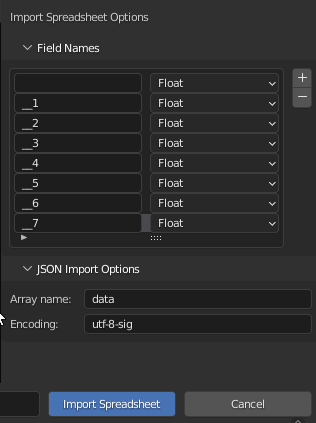 Import Spreadsheet Options
Field Names
Float
__1 Float
__2 Float
__3 Float
__4 Float
__5 Float
__6 Float
__7 Float
JSON Import Options
Array name: data
Encoding: utf-8-sig
Import Spreadsheet Cancel